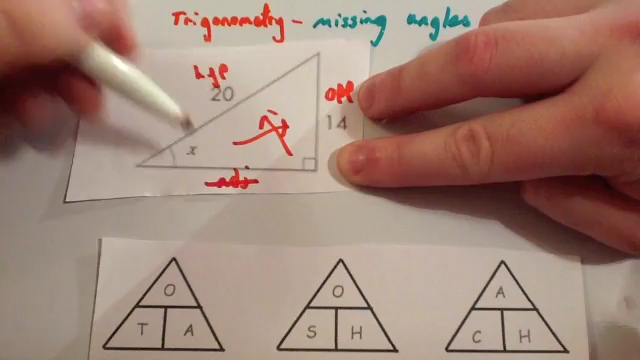 Trigonometry - missing angles
hyp
20
opp
14
x
adj
O
T A
O
S H
A
C H